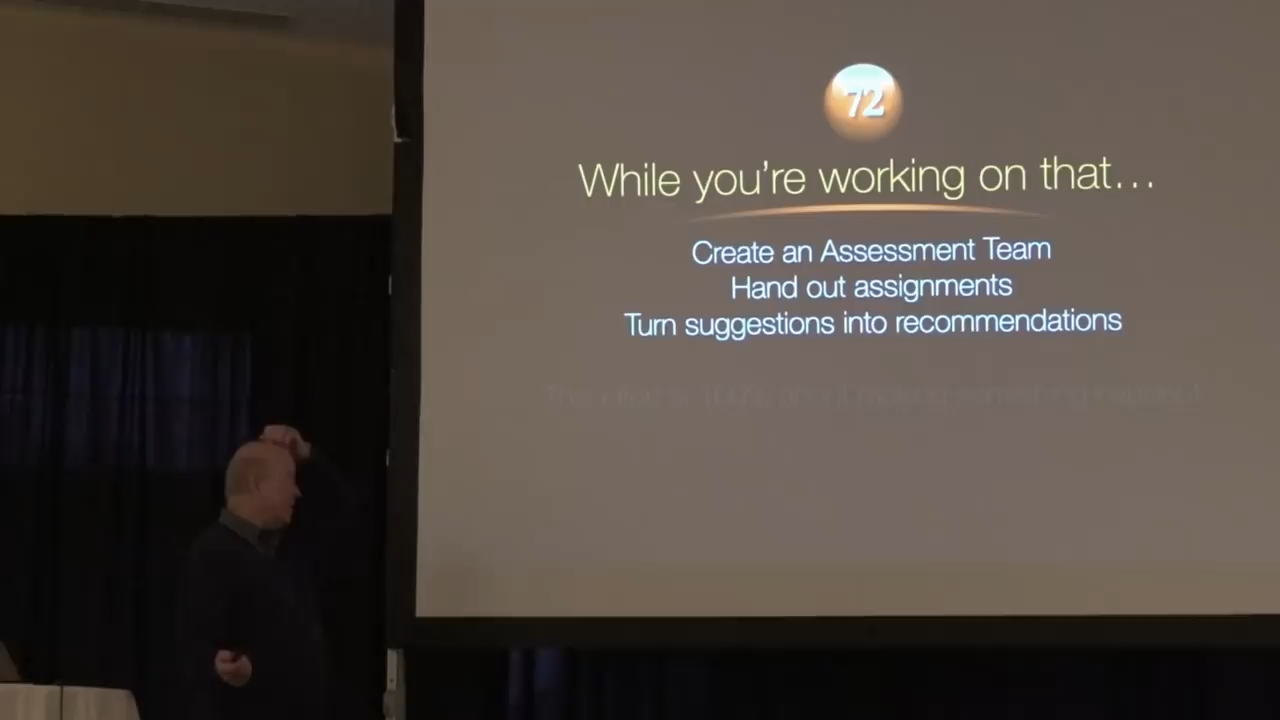 72
While you're working on that…
Create an Assessment Team
Hand out assignments
Turn suggestions into recommendations